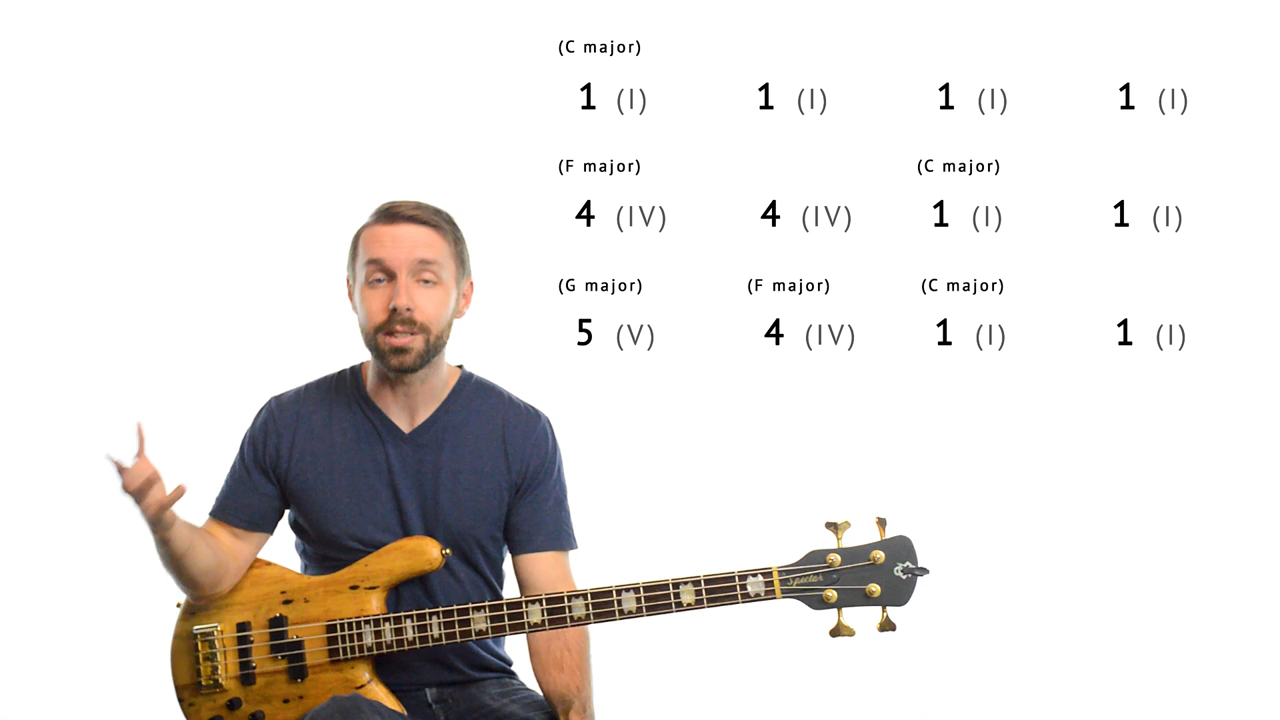 (C major)
1 (I) 1 (I) 1 (I) 1 (I)
(F major) (C major)
4 (IV) 4 (IV) 1 (I) 1 (I)
(G major) (F major) (C major)
5 (V) 4 (IV) 1 (I) 1 (I)
Spector